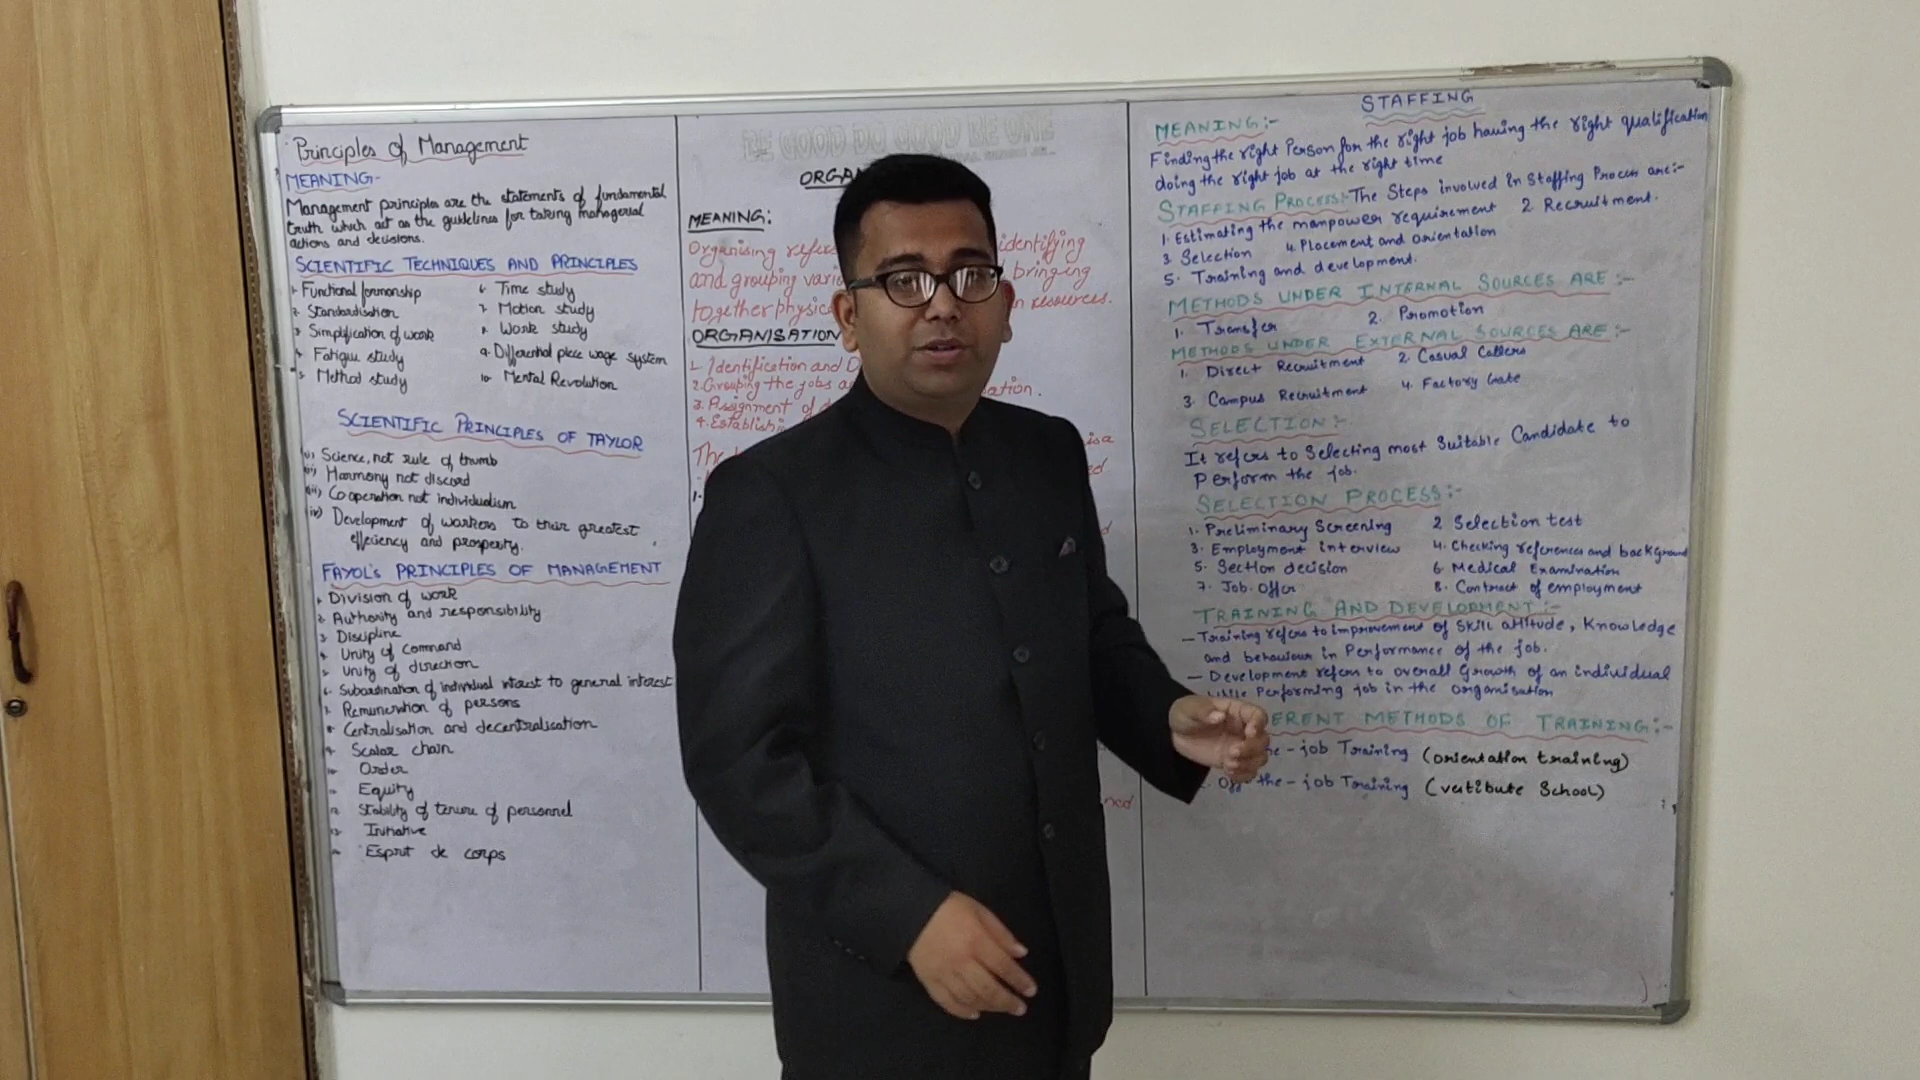 Principles of Management
MEANING-
Management principles are the statements of fundamental
truth which act as the guidelines for taking managerial
actions and decisions.
SCIENTIFIC TECHNIQUES AND PRINCIPLES
1. Functional formonship
2. Standardisation
3. Simplification of work
4. Fatigue study
5. Method study
6. Time study
7. Motion study
8. Work study
9. Differential piece wage system
10. Mental Revolution
SCIENTIFIC PRINCIPLES OF TAYLOR
(i) Science, not rule of thumb
(ii) Harmony not discord
(iii) Cooperation not individualism
(iv) Development of workers to their greatest
effeciency and prosperty.
FAYOL'S PRINCIPLES OF MANAGEMENT
1. Division of work
2. Authority and responsibility
3. Discipline
4. Unity of command
5. Unity of direction
6. Subordination of individual interest to general interest
7. Remuneration of persons
8. Centralisation and decentralisation
9. Scalar chain
10. Order
11. Equity
12. Stability of tenure of personnel
13. Initiative
14. Esprit de corps
BE GOOD DO GOOD BE ONE
MEANING:
Organising refers identifying
and grouping bringing
together resources.
ORGANISATION
1. Identification and
2. Grouping the jobs
3. Assignment of
4.
STAFFING
MEANING:-
Finding the right Person for the right job having the right qualification
doing the right job at the right time
STAFFING PROCESS:- The Steps involved in Staffing Process are:-
1. Estimating the manpower requirement 2. Recruitment.
3. Selection 4. Placement and orientation
5. Training and development.
METHODS UNDER INTERNAL SOURCES ARE:-
1. Transfer 2. Promotion
METHODS UNDER EXTERNAL SOURCES ARE:-
1. Direct Recruitment 2. Casual Callers
3. Campus Recruitment 4. Factory Gate
SELECTION:-
It refers to Selecting most Suitable Candidate to
Perform the job.
SELECTION PROCESS:-
1. Preliminary Screening 2 Selection test
3. Employment interview 4. Checking references and background
5. Section decision 6 Medical Examination
7. Job. Offer 8. Contract of employment
TRAINING AND DEVELOPMENT:-
— Training refers to improvement of Skill attitude, Knowledge
and behaviour in Performance of the job.
— Development refers to overall Growth of an individual
while Performing job in the organisation
METHODS OF TRAINING:-
job Training (orientation training)
Off-the-job Training (vestibute School)